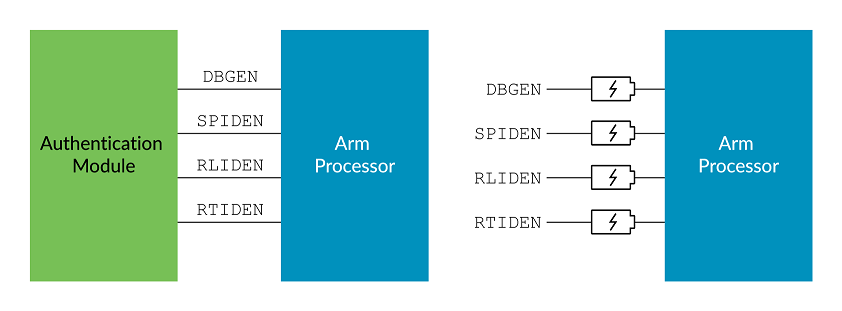 Authentication
Module
DBGEN
SPIDEN
RLIDEN
RTIDEN
Arm
Processor
DBGEN
SPIDEN
RLIDEN
RTIDEN
Arm
Processor